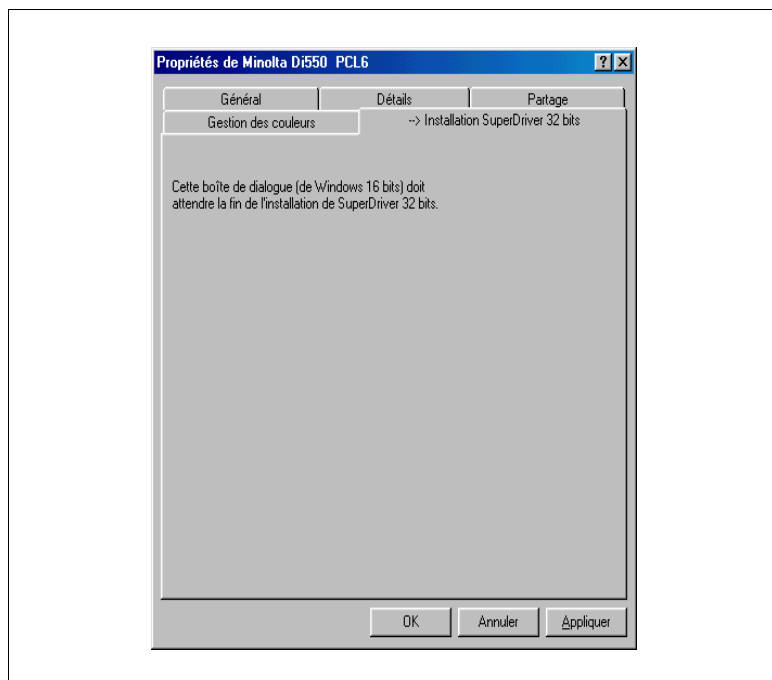 Propriétés de Minolta Di550 PCL6
Général Détails Partage
Gestion des couleurs --> Installation SuperDriver 32 bits
Cette boîte de dialogue (de Windows 16 bits) doit
attendre la fin de l'installation de SuperDriver 32 bits.
OK Annuler Appliquer